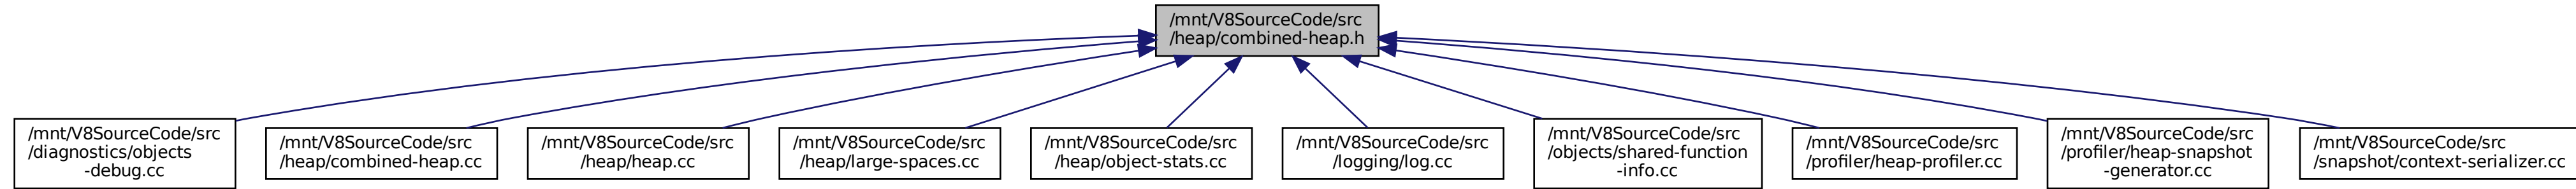 /mnt/V8SourceCode/src
/heap/combined-heap.h
/mnt/V8SourceCode/src
/diagnostics/objects
-debug.cc
/mnt/V8SourceCode/src
/heap/combined-heap.cc
/mnt/V8SourceCode/src
/heap/heap.cc
/mnt/V8SourceCode/src
/heap/large-spaces.cc
/mnt/V8SourceCode/src
/heap/object-stats.cc
/mnt/V8SourceCode/src
/logging/log.cc
/mnt/V8SourceCode/src
/objects/shared-function
-info.cc
/mnt/V8SourceCode/src
/profiler/heap-profiler.cc
/mnt/V8SourceCode/src
/profiler/heap-snapshot
-generator.cc
/mnt/V8SourceCode/src
/snapshot/context-serializer.cc